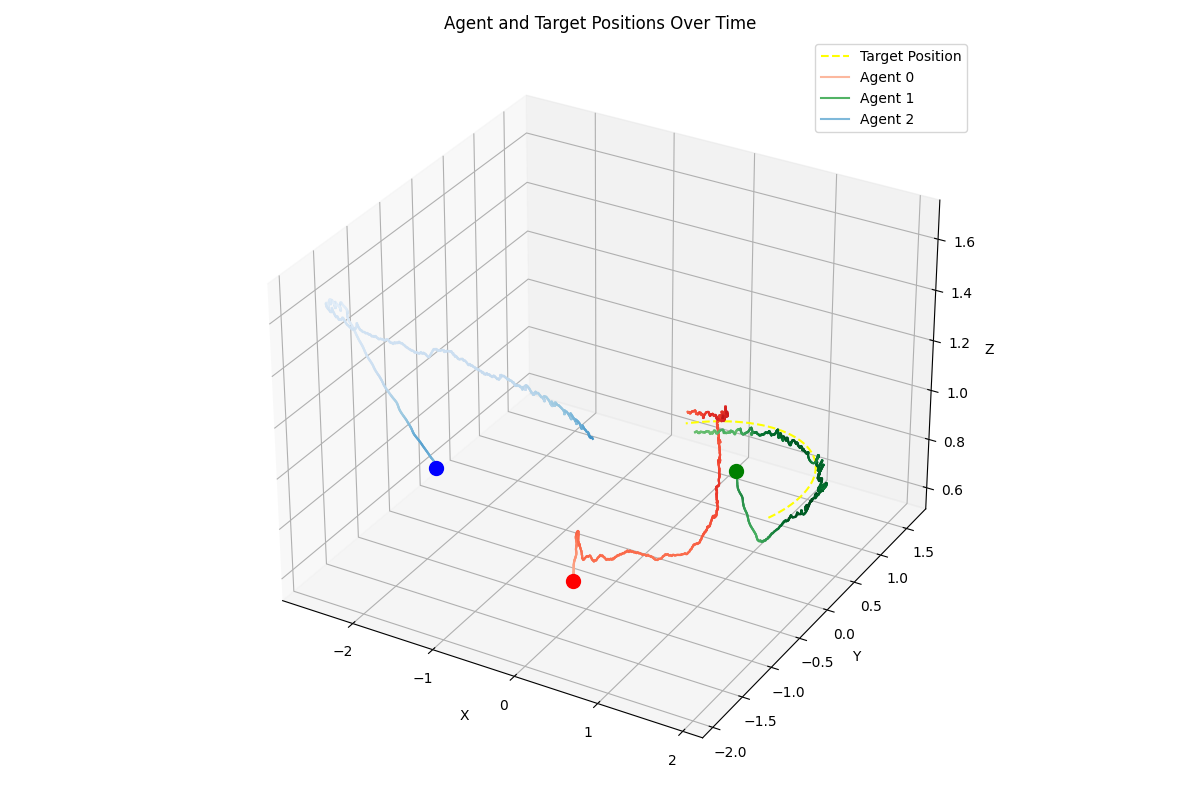 Agent and Target Positions Over Time
Target Position
Agent 0
Agent 1
Agent 2
1.6
1.4
1.2
Z
1.0
0.8
0.6
1.5
1.0
0.5
0.0
Y
−0.5
−1.0
−1.5
−2.0
−2
−1
X
0
1
2